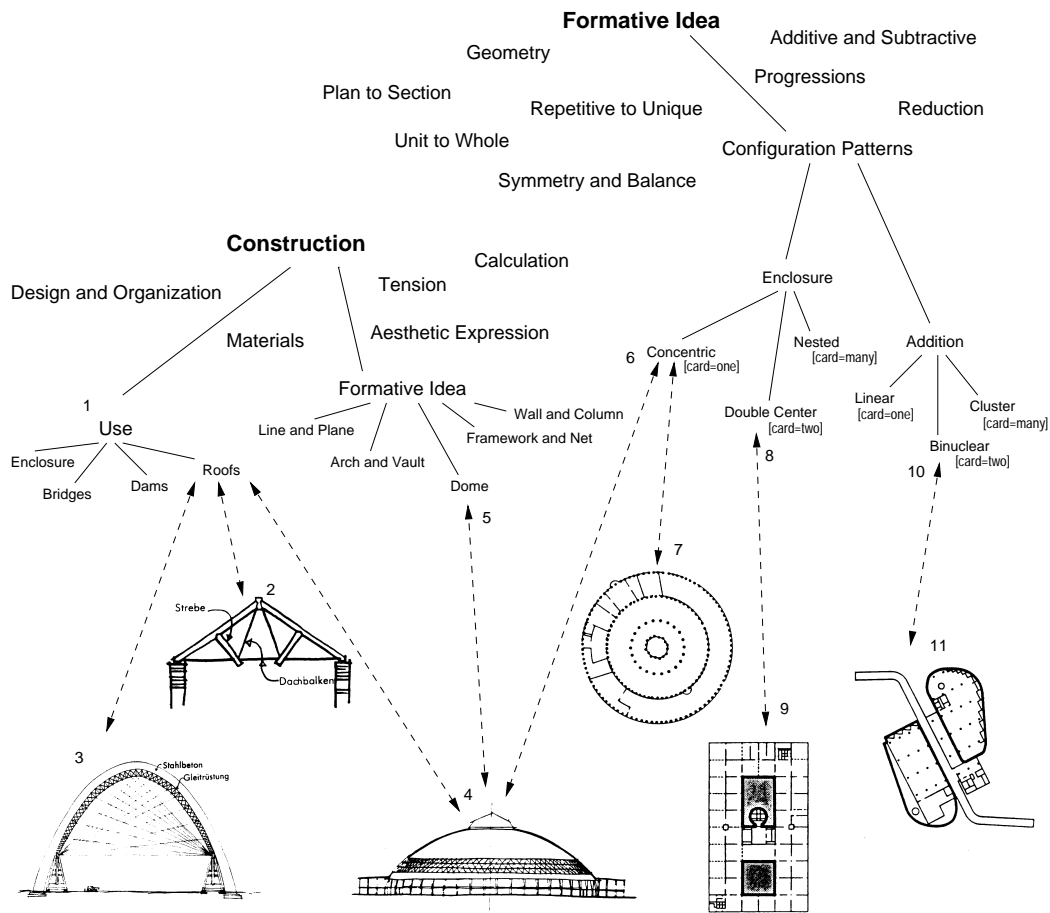 Formative Idea
Additive and Subtractive
Geometry
Progressions
Plan to Section
Repetitive to Unique
Reduction
Unit to Whole
Configuration Patterns
Symmetry and Balance
Construction
Calculation
Enclosure
Tension
Design and Organization
Aesthetic Expression
Materials
Nested
[card=many]
Addition
6
Concentric
[card=one]
Formative Idea
Linear
[card=one]
Cluster
[card=many]
1
Double Center
[card=two]
Wall and Column
Use
Line and Plane
Framework and Net
Binuclear
[card=two]
Enclosure
Arch and Vault
8
Roofs
10
Bridges
Dams
Dome
5
7
2
Strebe
11
Dachbalken
9
3
Stahlbeton
Gleitrüstung
4